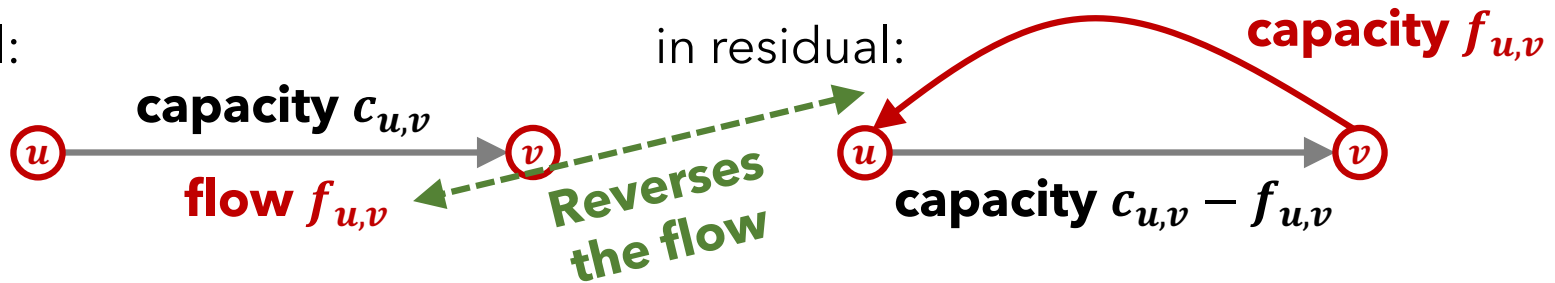 l:
in residual:
capacity f_{u,v}
capacity c_{u,v}
u
v
u
v
flow f_{u,v}
Reverses
the flow
capacity c_{u,v} − f_{u,v}